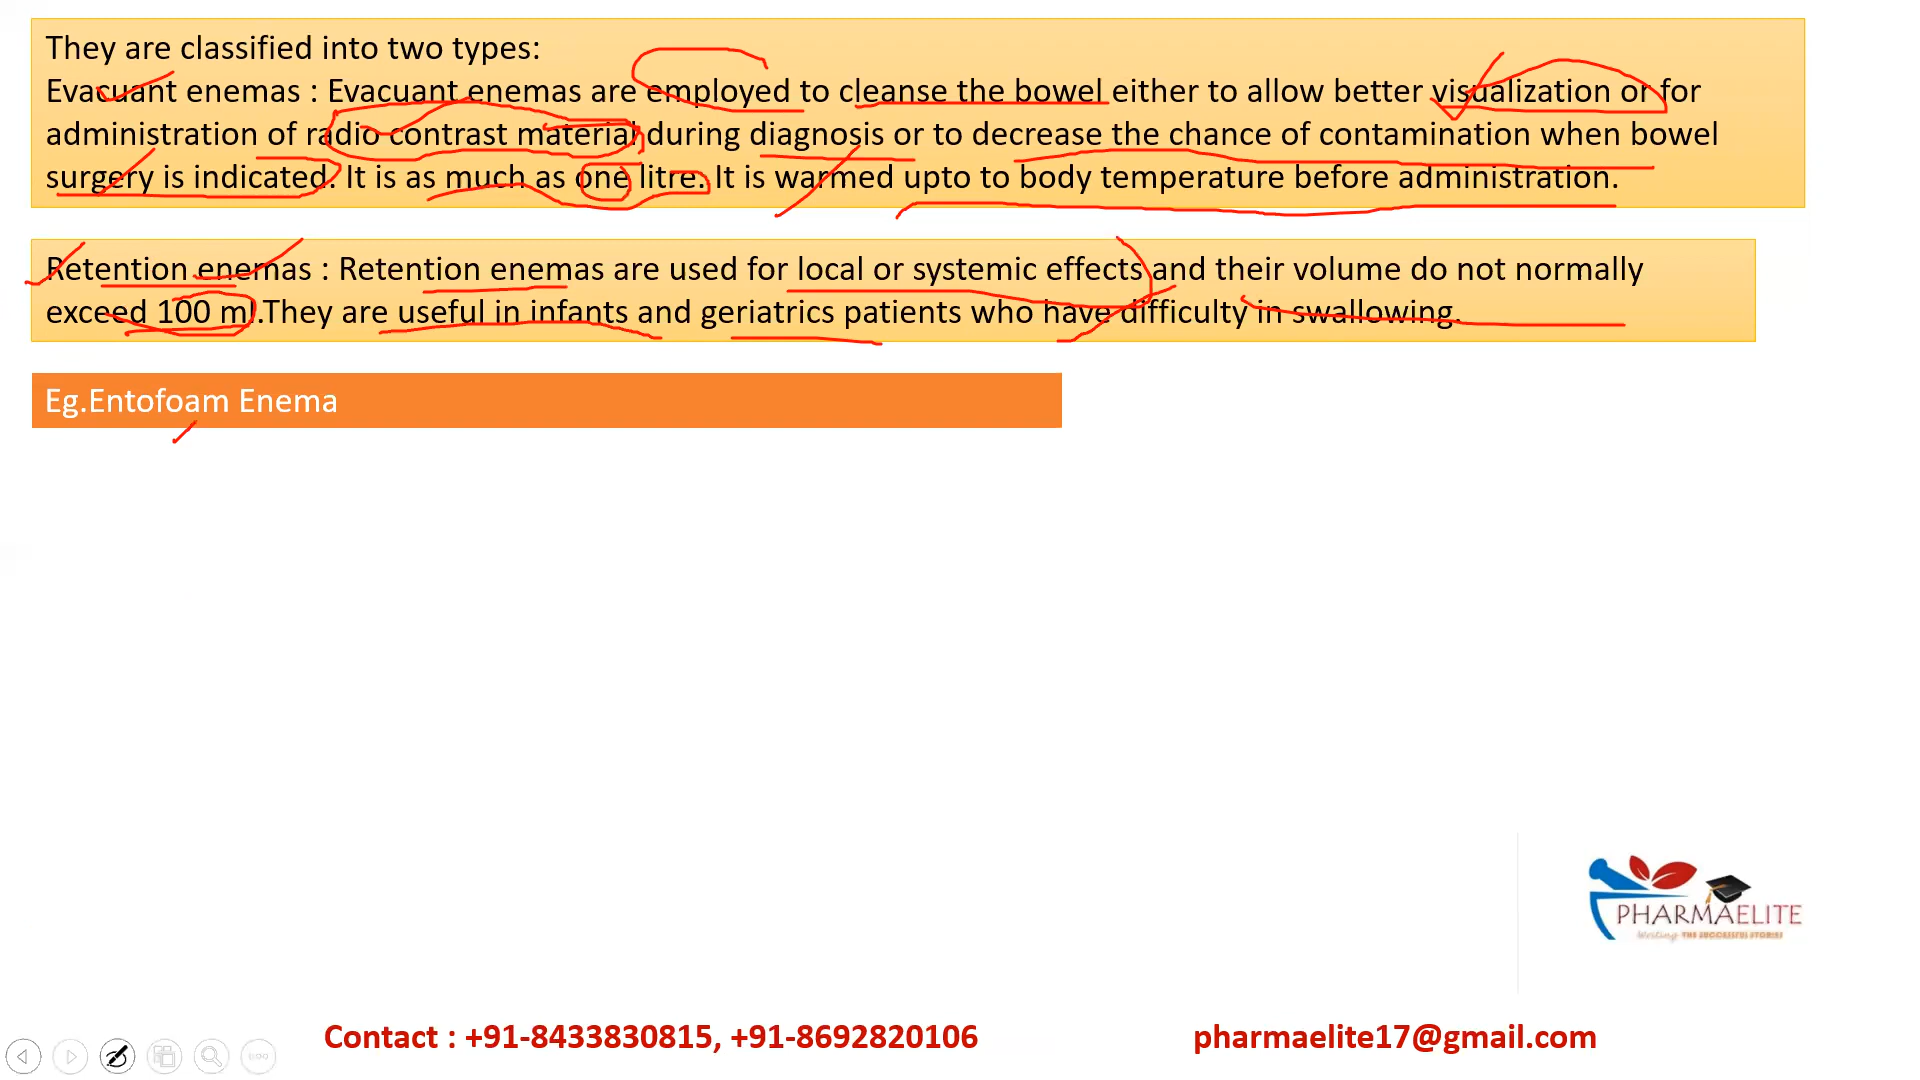 They are classified into two types:
Evacuant enemas : Evacuant enemas are employed to cleanse the bowel either to allow better visualization or for
administration of radio contrast material during diagnosis or to decrease the chance of contamination when bowel
surgery is indicated. It is as much as one litre. It is warmed upto to body temperature before administration.
Retention enemas : Retention enemas are used for local or systemic effects and their volume do not normally
exceed 100 ml.They are useful in infants and geriatrics patients who have difficulty in swallowing.
Eg.Entofoam Enema
PHARMAELITE
Writing THE SUCCESSFUL STORIES
Contact : +91-8433830815, +91-8692820106
pharmaelite17@gmail.com